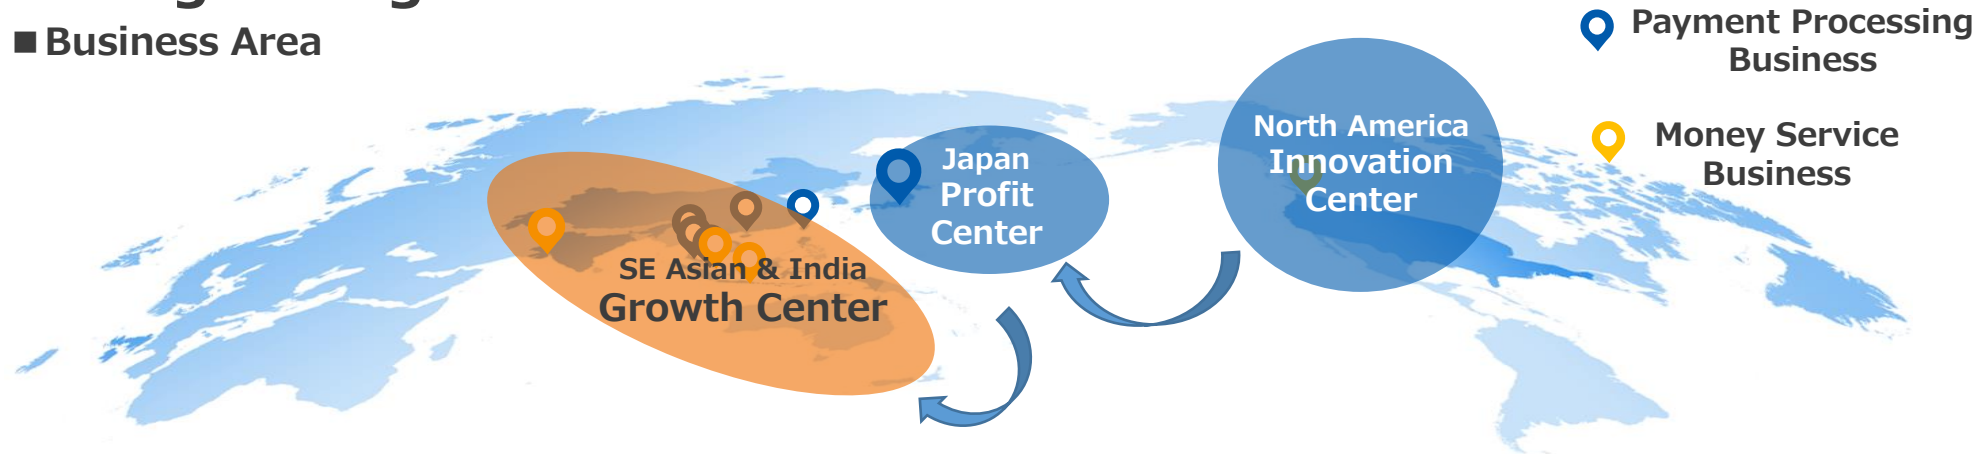 ■Business Area
Payment Processing
Business
Money Service
Business
North America
Innovation
Center
Japan
Profit
Center
SE Asian & India
Growth Center